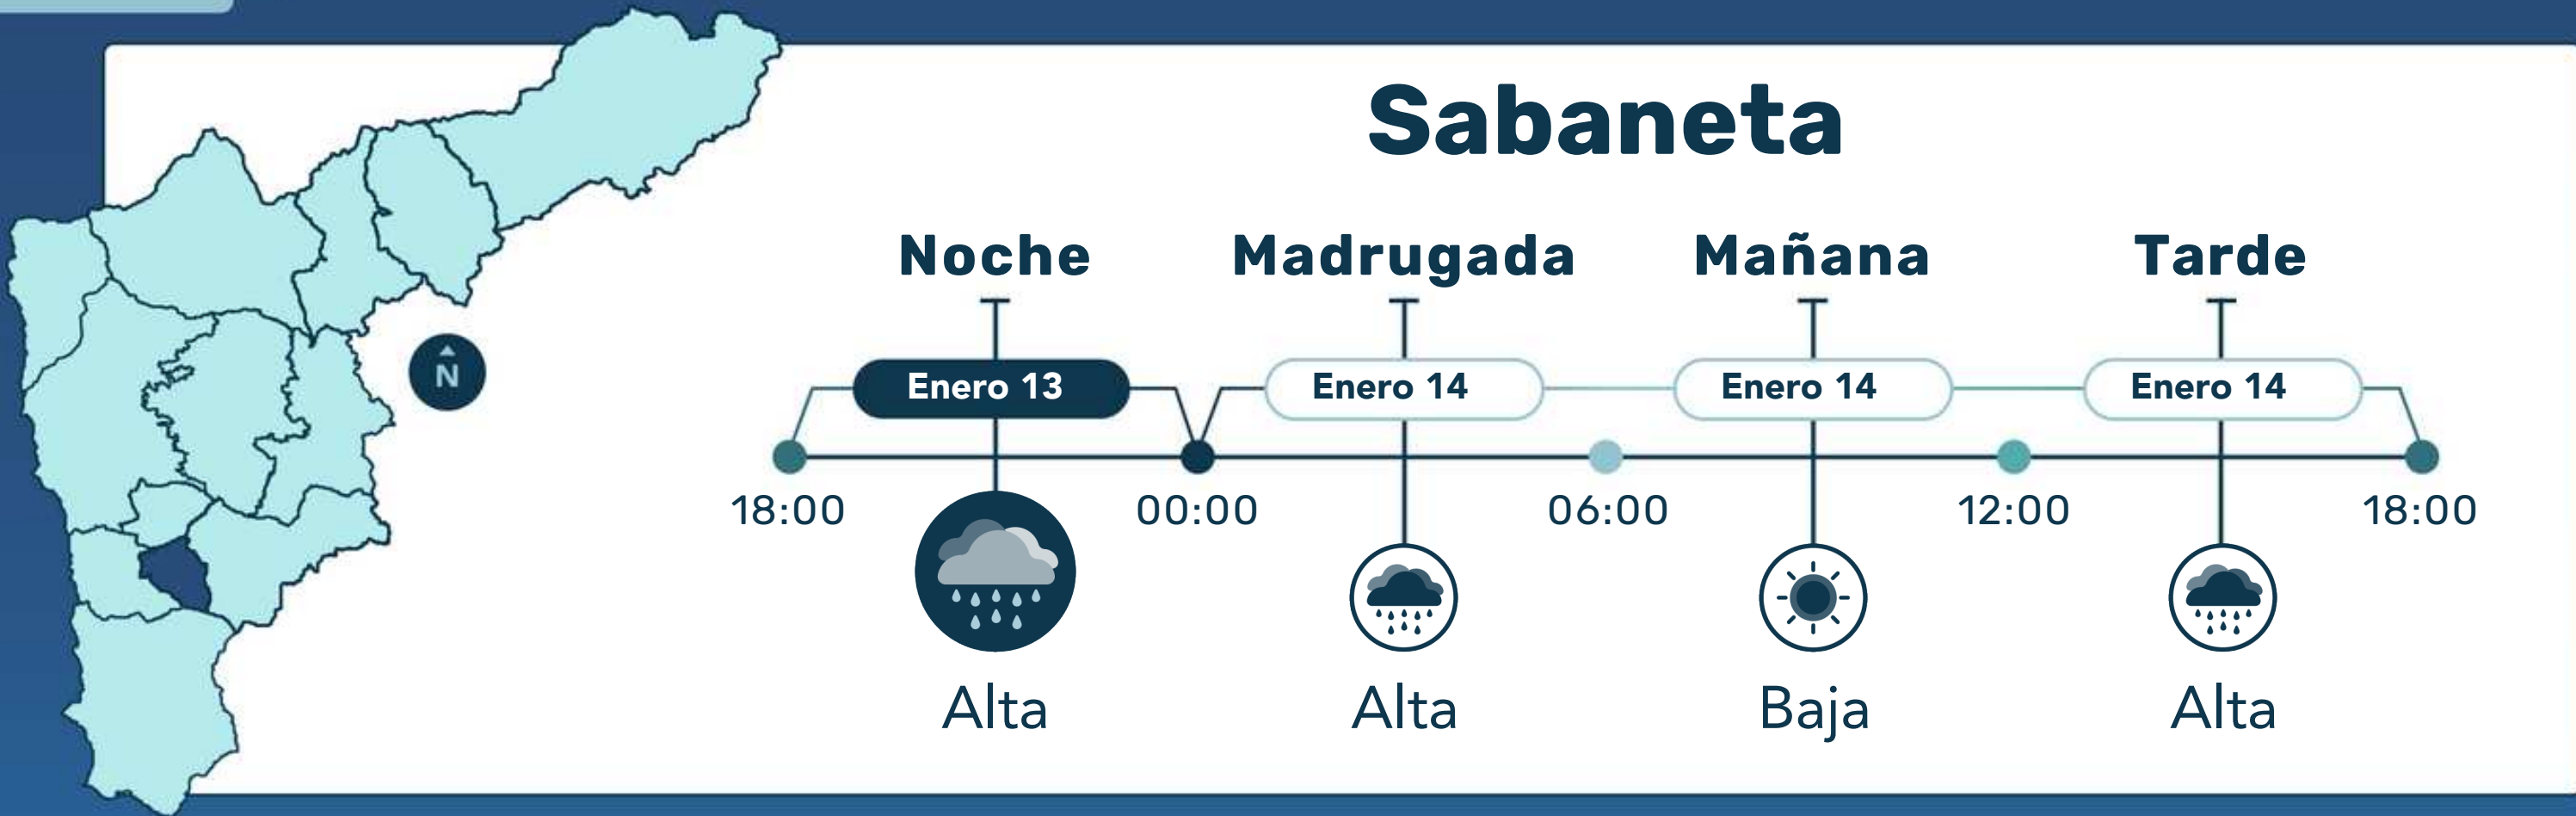 Sabaneta
Noche Madrugada Mañana Tarde
Enero 13 Enero 14 Enero 14 Enero 14
N
18:00 00:00 06:00 12:00 18:00
Alta Alta Baja Alta